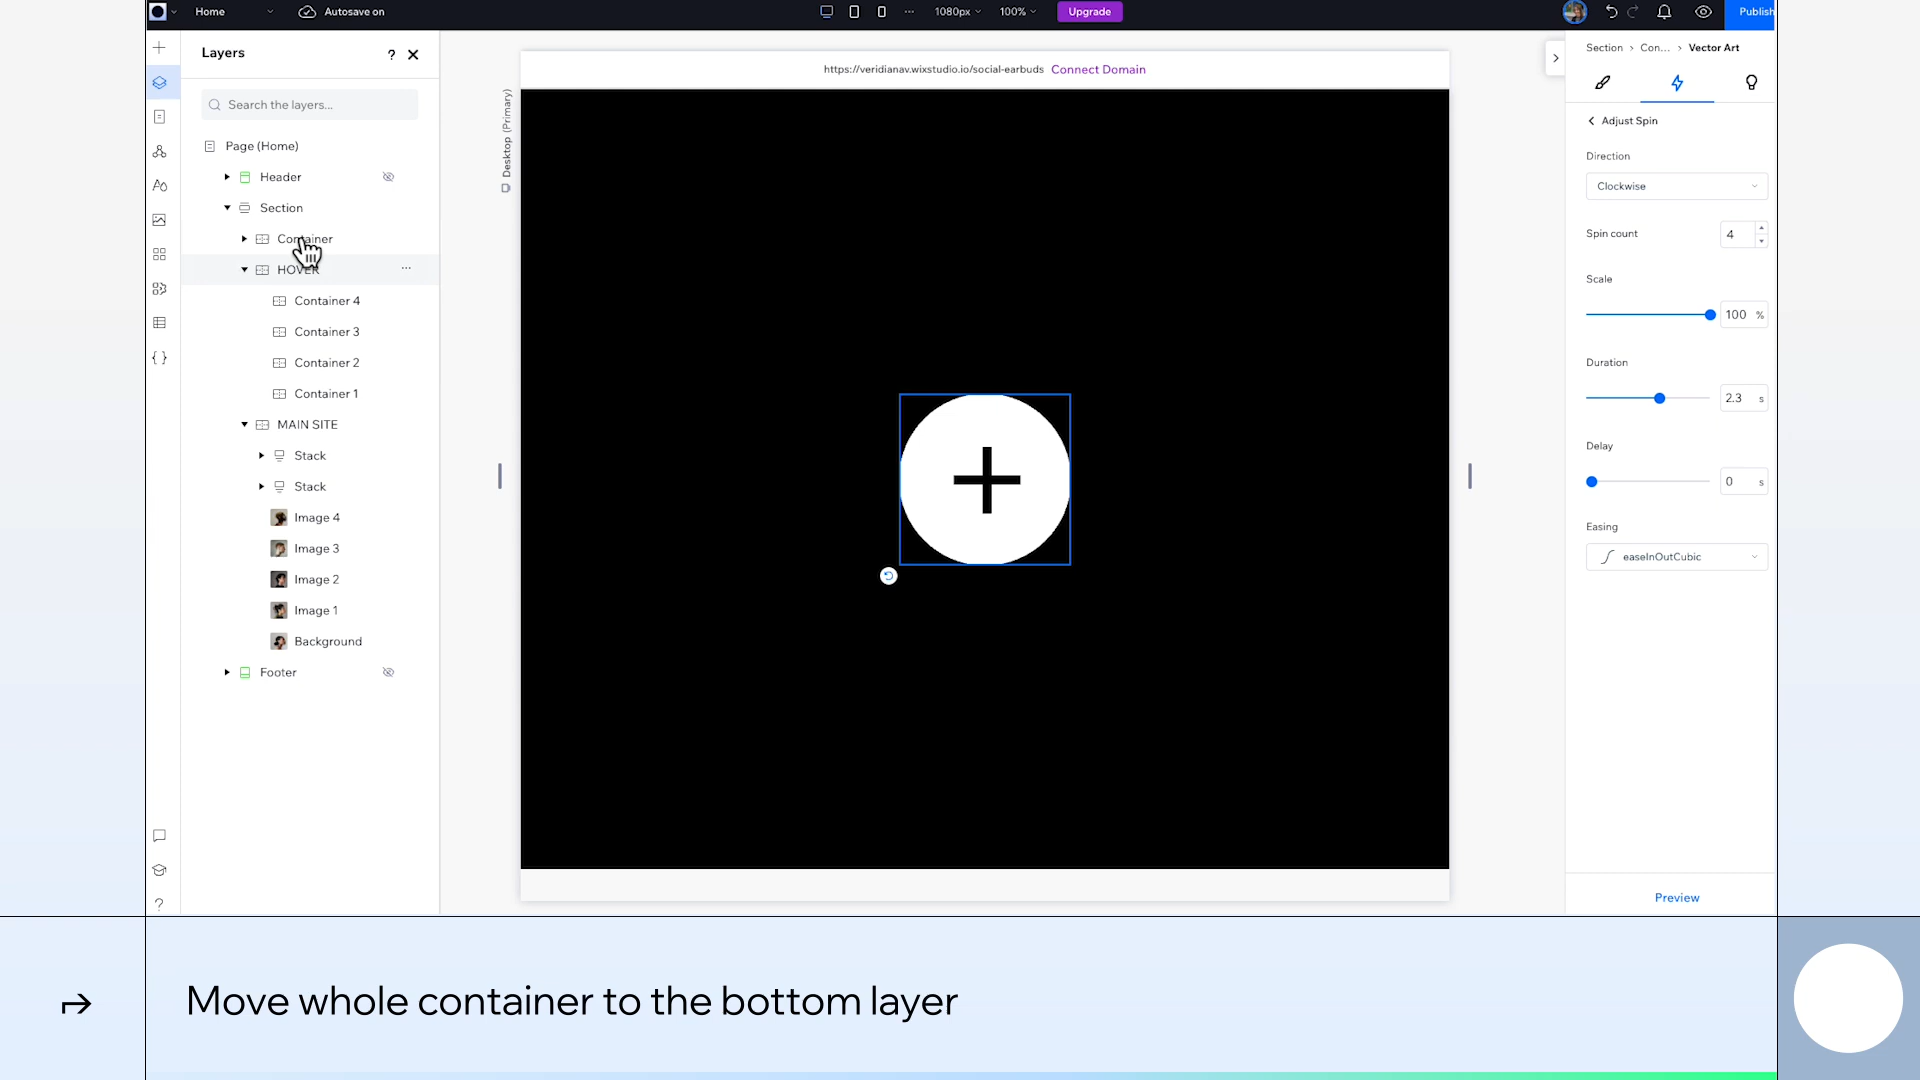 Home
Autosave on
1080px
100%
Upgrade
Publish
Layers
?
Search the layers...
Page (Home)
Header
Section
Container
HOVER
Container 4
Container 3
Container 2
Container 1
MAIN SITE
Stack
Stack
Image 4
Image 3
Image 2
Image 1
Background
Footer
?
https://veridianav.wixstudio.io/social-earbuds Connect Domain
Desktop (Primary)
Section > Con... > Vector Art
Adjust Spin
Direction
Clockwise
Spin count
4
Scale
100 %
Duration
2.3 s
Delay
0 s
Easing
easeInOutCubic
Preview
Move whole container to the bottom layer